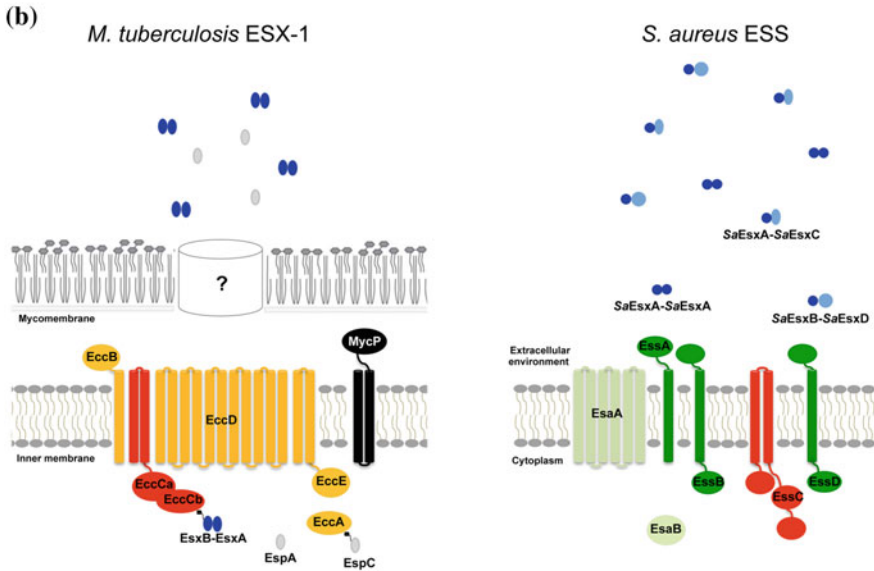 (b)
M. tuberculosis ESX-1
S. aureus ESS
SaEsxA-SaEsxC
?
Mycomembrane
SaEsxA-SaEsxA
SaEsxB-SaEsxD
MycP
EccB
Extracellular
environment
EssA
EccD
EsaA
Inner membrane
Cytoplasm
EccCa
EccCb
EccE
EssB
EssC
EssD
EsxB-EsxA
EccA
EspA
EspC
EsaB